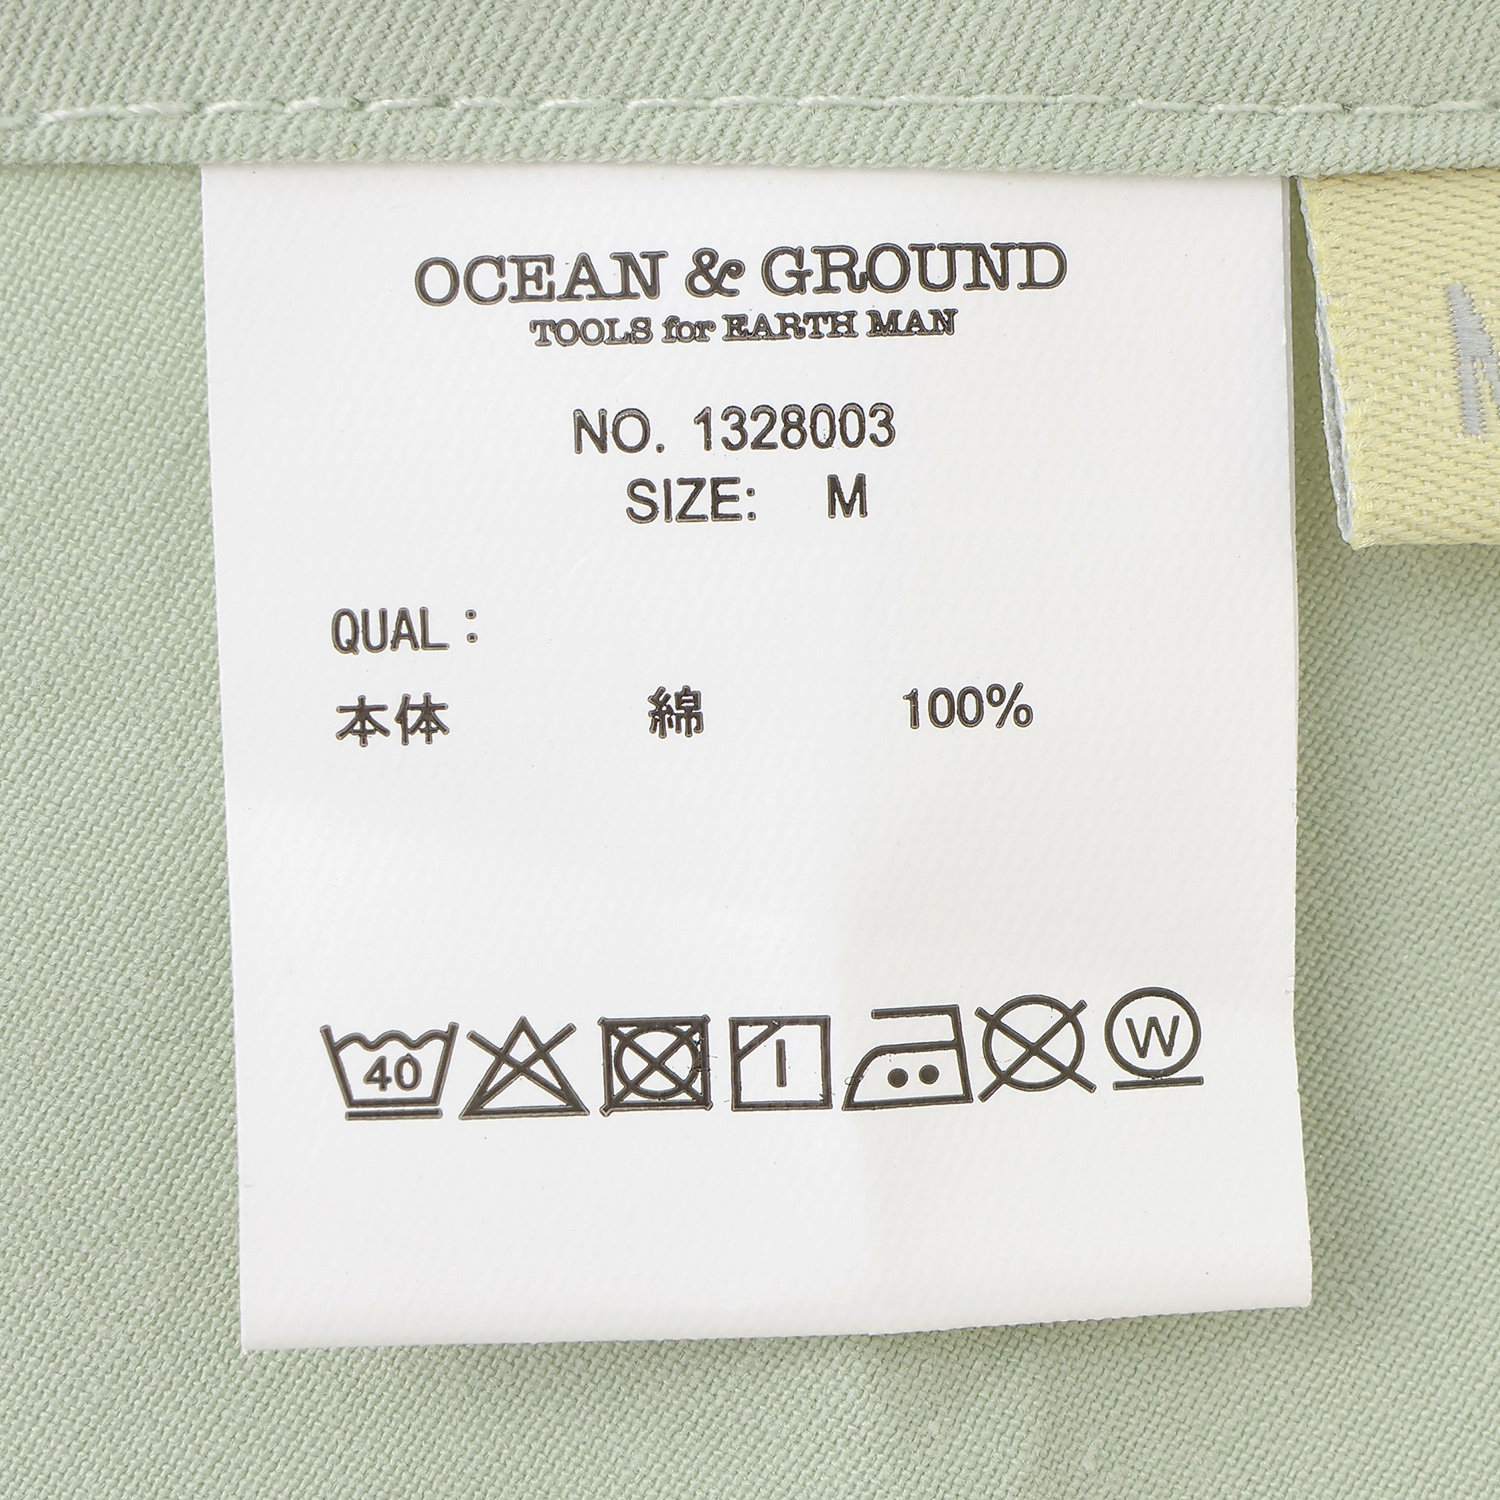 OCEAN & GROUND
TOOLS for EARTH MAN
NO. 1328003
SIZE: M
QUAL:
本体 綿 100%
40 W